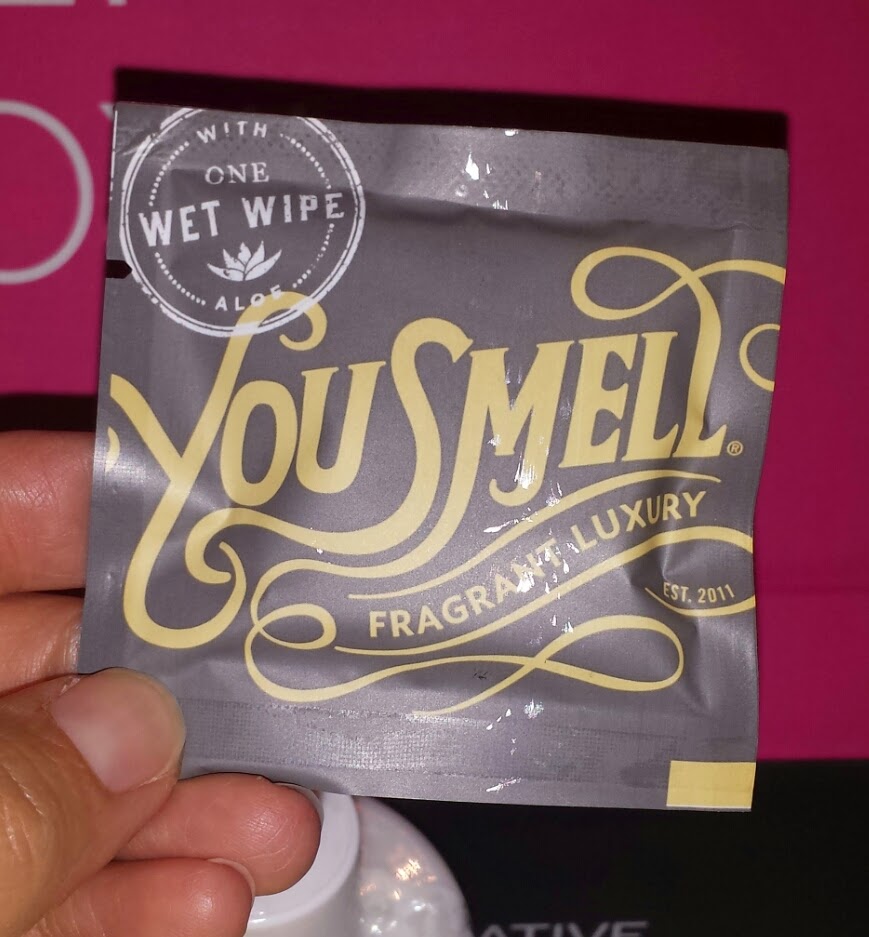 WITH
ONE
WET WIPE
ALOE
YOUSMELL®
FRAGRANT LUXURY
EST. 2011